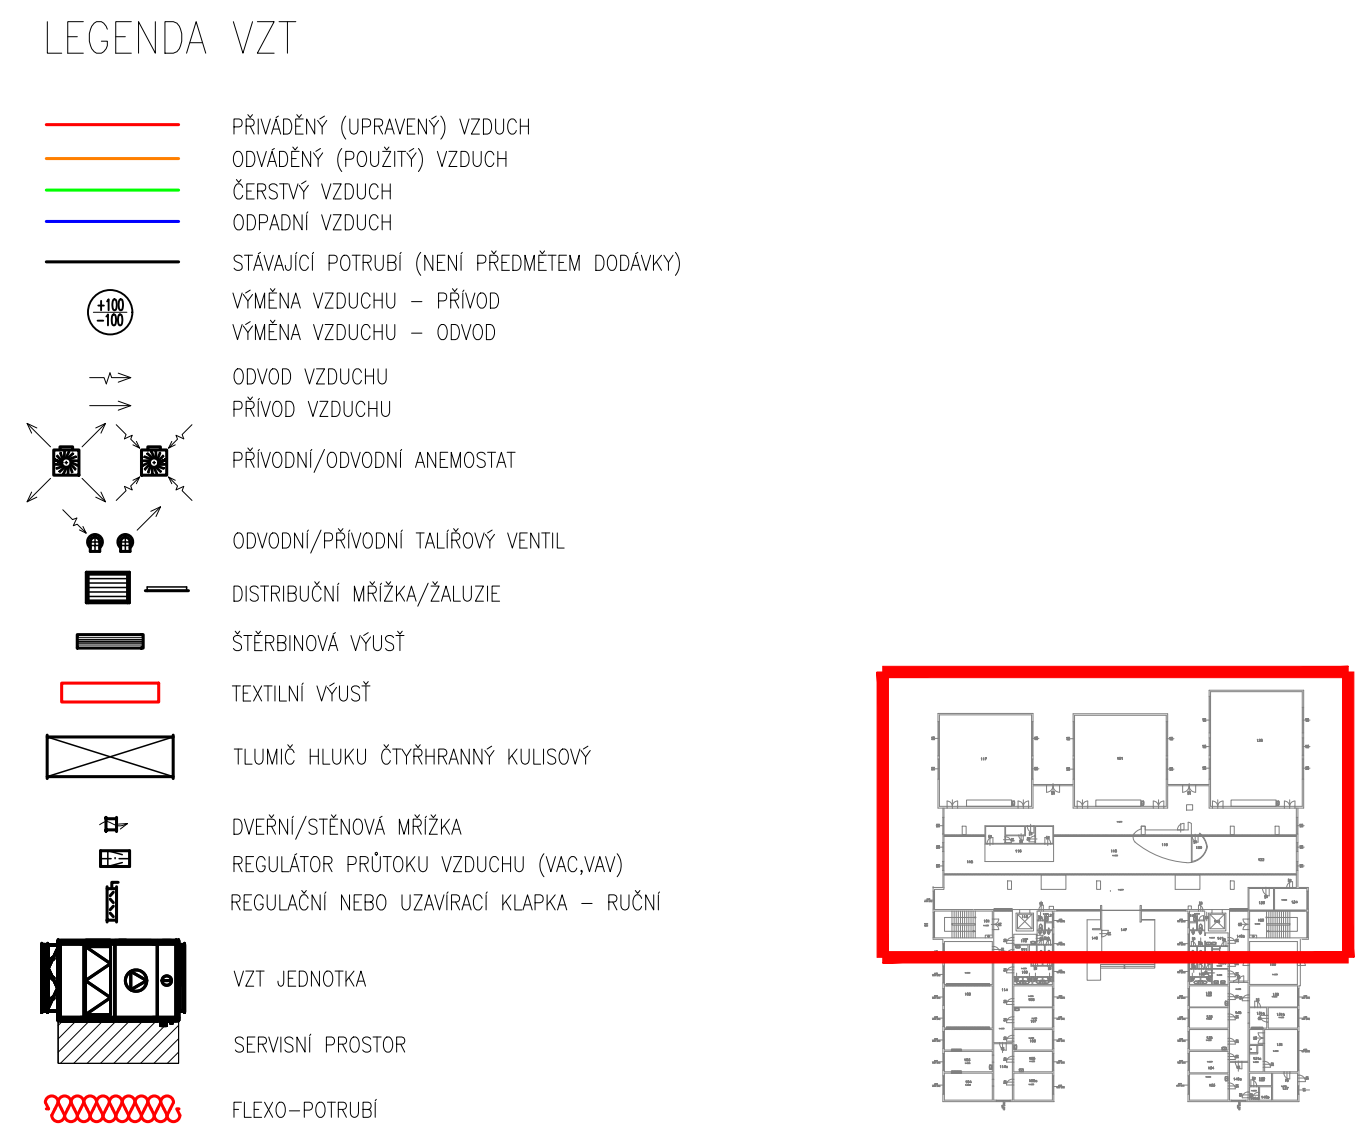 LEGENDA VZT
PŘIVÁDĚNÝ (UPRAVENÝ) VZDUCH
ODVÁDĚNÝ (POUŽITÝ) VZDUCH
ČERSTVÝ VZDUCH
ODPADNÍ VZDUCH
STÁVAJÍCÍ POTRUBÍ (NENÍ PŘEDMĚTEM DODÁVKY)
+100
-100
VÝMĚNA VZDUCHU - PŘÍVOD
VÝMĚNA VZDUCHU - ODVOD
ODVOD VZDUCHU
PŘÍVOD VZDUCHU
PŘÍVODNÍ/ODVODNÍ ANEMOSTAT
ODVODNÍ/PŘÍVODNÍ TALÍŘOVÝ VENTIL
DISTRIBUČNÍ MŘÍŽKA/ŽALUZIE
ŠTĚRBINOVÁ VÝUSŤ
TEXTILNÍ VÝUSŤ
TLUMIČ HLUKU ČTYŘHRANNÝ KULISOVÝ
DVEŘNÍ/STĚNOVÁ MŘÍŽKA
REGULÁTOR PRŮTOKU VZDUCHU (VAC,VAV)
REGULAČNÍ NEBO UZAVÍRACÍ KLAPKA - RUČNÍ
VZT JEDNOTKA
SERVISNÍ PROSTOR
FLEXO-POTRUBÍ